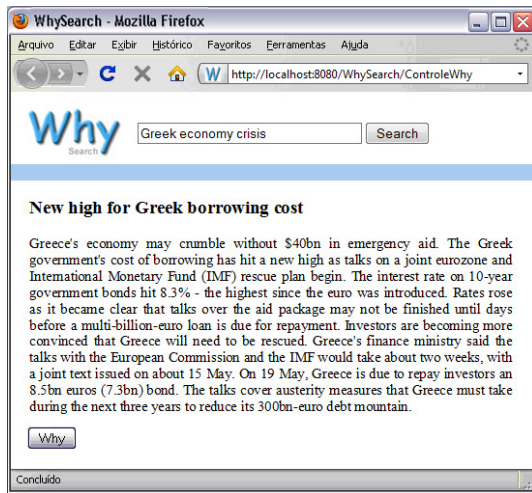 WhySearch - Mozilla Firefox
Arquivo Editar Exibir Histórico Favoritos Ferramentas Ajuda
W http://localhost:8080/WhySearch/ControleWhy
Why
Search
Greek economy crisis Search
New high for Greek borrowing cost
Greece's economy may crumble without $40bn in emergency aid. The Greek
government's cost of borrowing has hit a new high as talks on a joint eurozone and
International Monetary Fund (IMF) rescue plan begin. The interest rate on 10-year
government bonds hit 8.3% - the highest since the euro was introduced. Rates rose
as it became clear that talks over the aid package may not be finished until days
before a multi-billion-euro loan is due for repayment. Investors are becoming more
convinced that Greece will need to be rescued. Greece's finance ministry said the
talks with the European Commission and the IMF would take about two weeks, with
a joint text issued on about 15 May. On 19 May, Greece is due to repay investors an
8.5bn euros (7.3bn) bond. The talks cover austerity measures that Greece must take
during the next three years to reduce its 300bn-euro debt mountain.
Why
Concluído